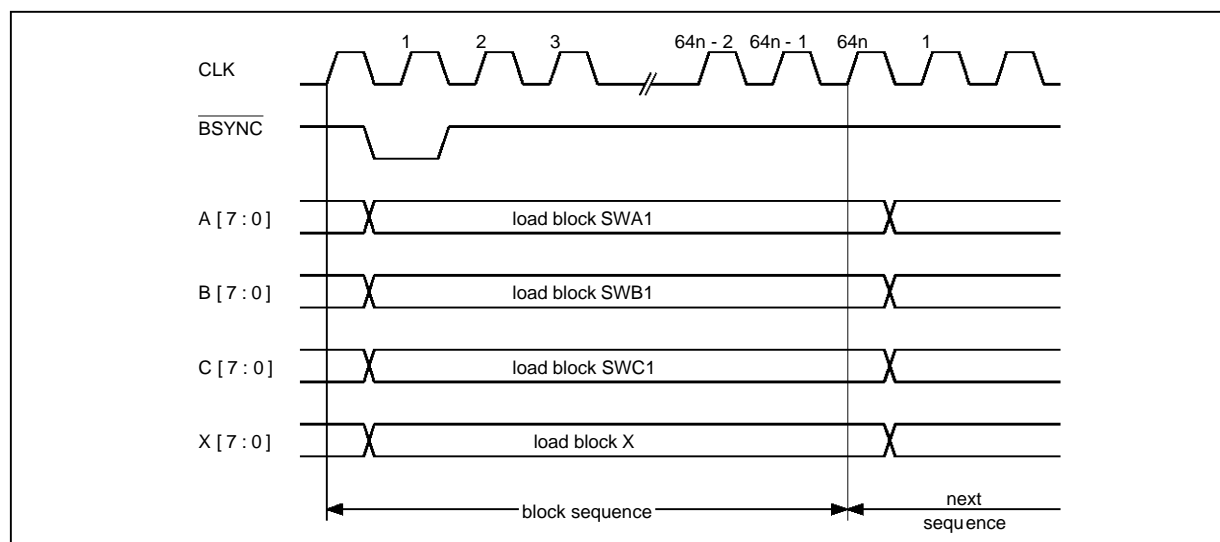 1 2 3 64n - 2 64n - 1 64n 1
CLK
BSYNC
A [ 7 : 0 ] load block SWA1
B [ 7 : 0 ] load block SWB1
C [ 7 : 0 ] load block SWC1
X [ 7 : 0 ] load block X
block sequence next
sequence